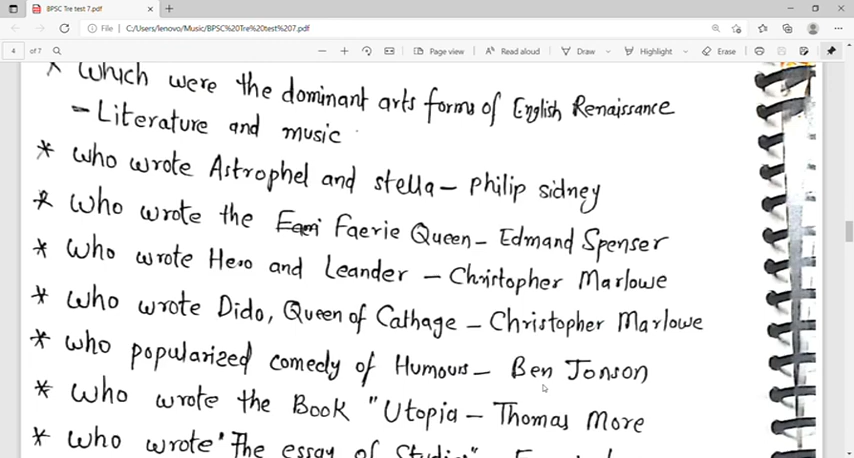 BPSC Tre test 7.pdf
File
C:/Users/lenovo/Music/BPSC%20Tre%20test%207.pdf
4 of 7
Page view
Read aloud
Draw
Highlight
Erase
* Which were the dominant arts forms of English Renaissance
- Literature and music
* who wrote Astrophel and stella - Philip sidney
* who wrote the Faerie Queen - Edmand Spenser
* who wrote Hero and Leander - Christopher Marlowe
* who wrote Dido, Queen of Cathage - Christopher Marlowe
* who popularized comedy of Humours - Ben Jonson
* who wrote the Book "Utopia - Thomas More
* who wrote "The essay of Studies"